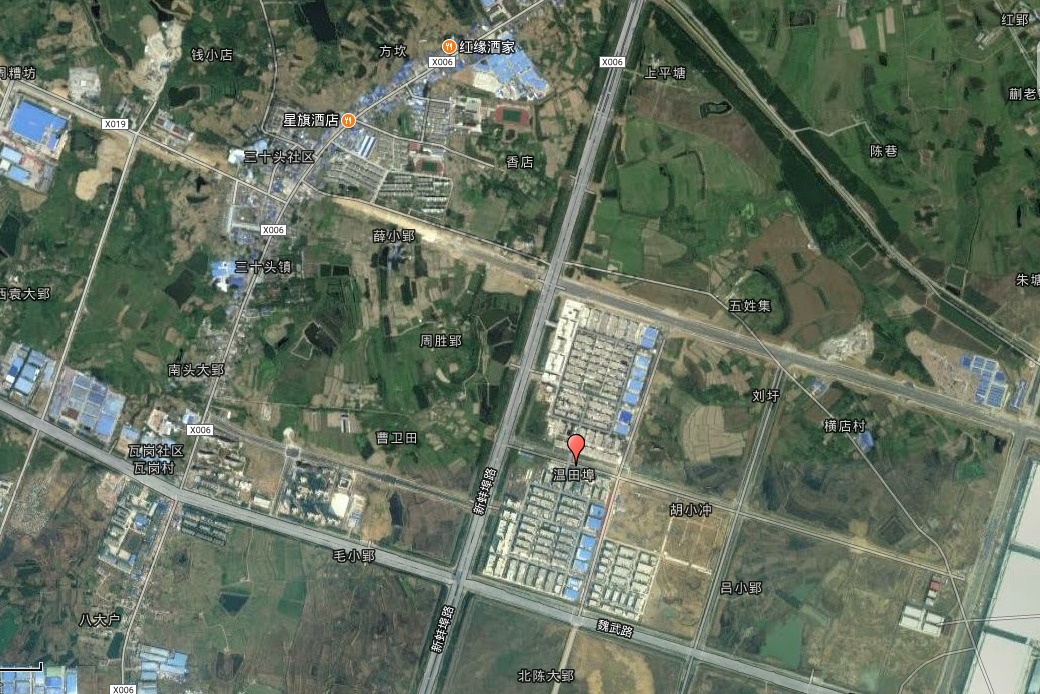 红郢
红缘酒家
方坎
钱小店
X006
X006
上平塘
周糟坊
蒯老
星旗酒店
X019
陈巷
三十头社区
香店
X006
薛小郢
三十头镇
朱塘
西袁大郢
五姓集
周胜郢
南头大郢
刘圩
横店村
X006
曹卫田
瓦岗社区
瓦岗村
温田埠
新蚌埠路
胡小冲
毛小郢
吕小郢
八大户
新蚌埠路
魏武路
北陈大郢
X006